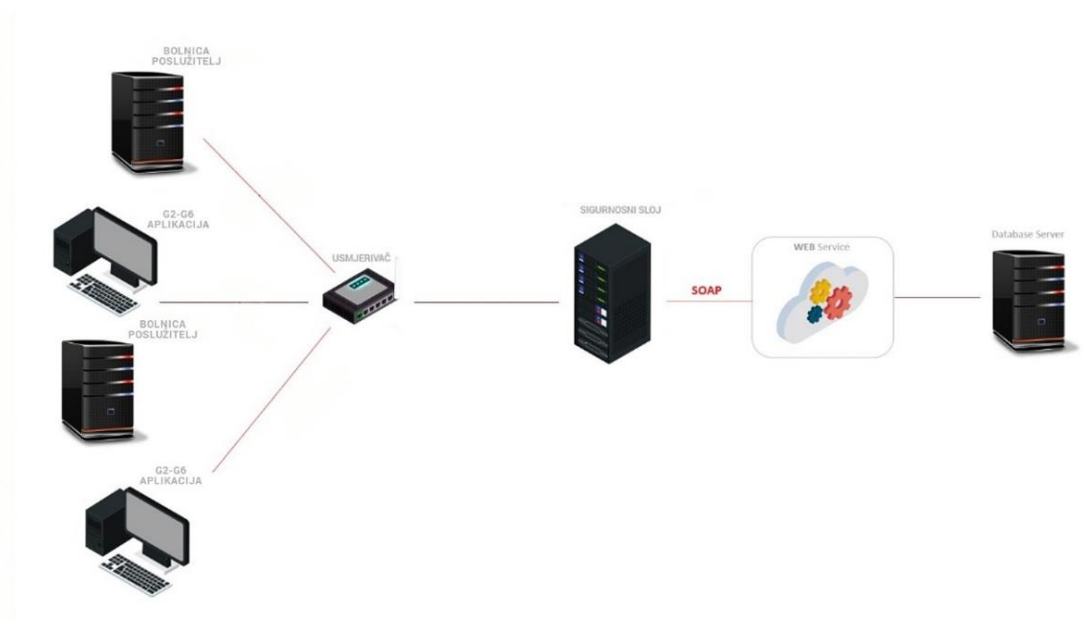 BOLNICA
POSLUŽITELJ
G2-G6
APLIKACIJA
BOLNICA
POSLUŽITELJ
G2-G6
APLIKACIJA
USMJERIVAČ
SIGURNOSNI SLOJ
SOAP
WEB Service
Database Server